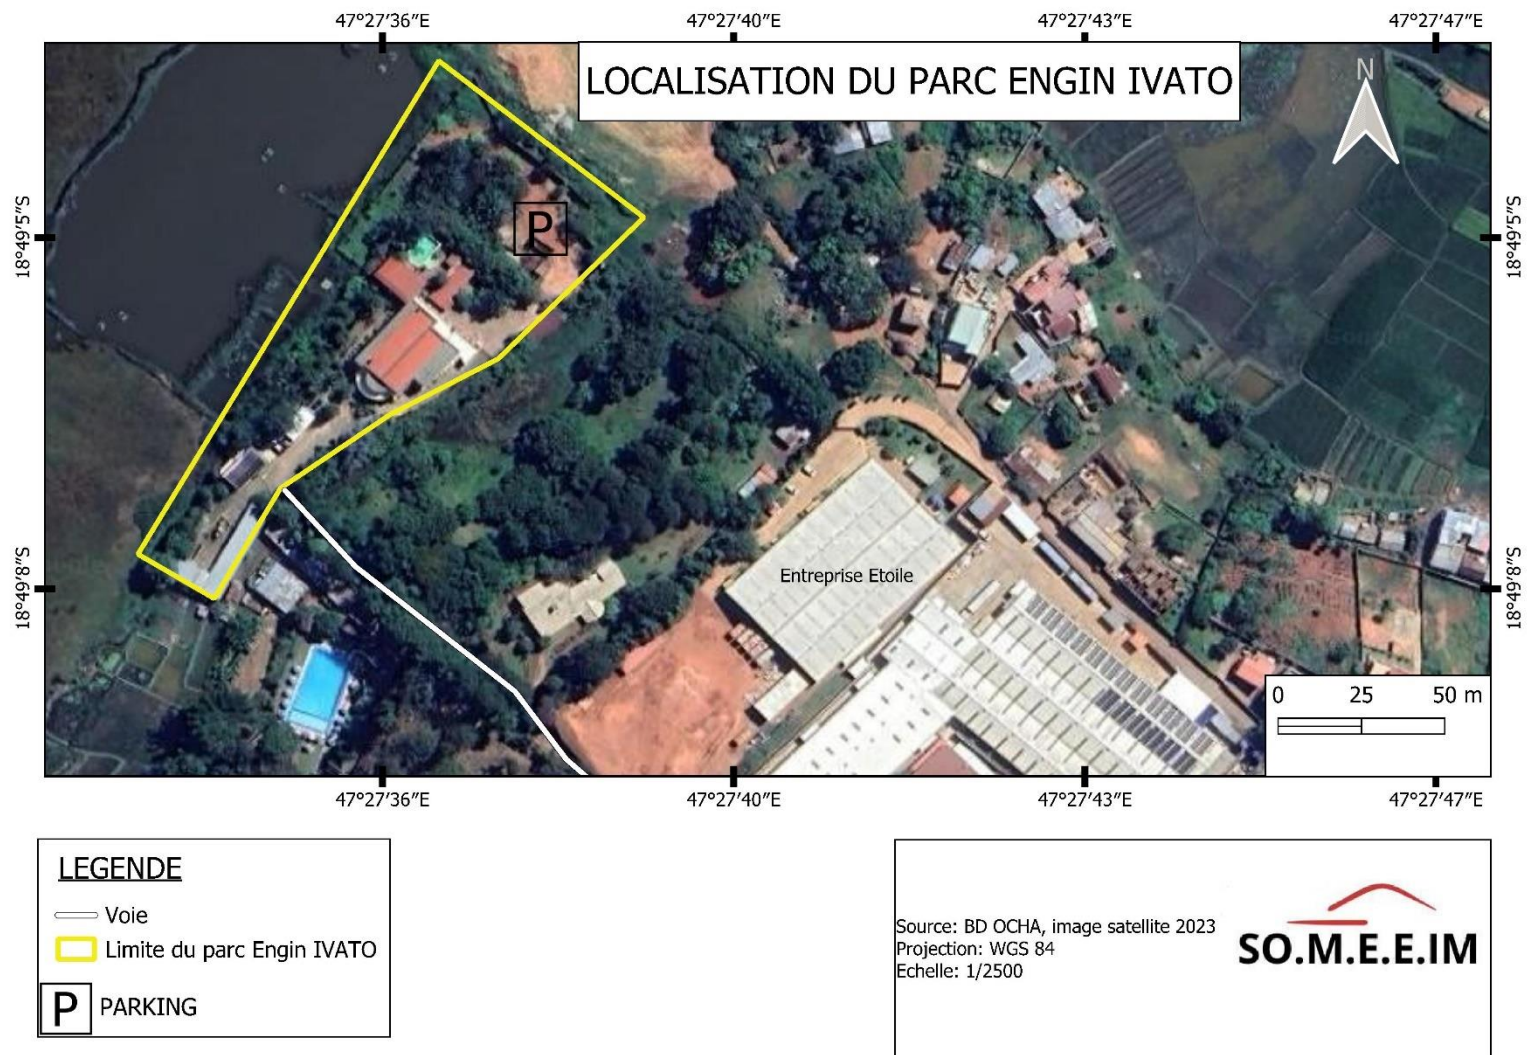 47°27′36″E 47°27′40″E 47°27′43″E 47°27′47″E
LOCALISATION DU PARC ENGIN IVATO
N
P
18°49′5″S 18°49′5″S
Entreprise Etoile
18°49′8″S 18°49′8″S
0 25 50 m
47°27′36″E 47°27′40″E 47°27′43″E 47°27′47″E
LEGENDE
Voie
Limite du parc Engin IVATO
P PARKING
Source: BD OCHA, image satellite 2023
Projection: WGS 84
Echelle: 1/2500
SO.M.E.E.IM